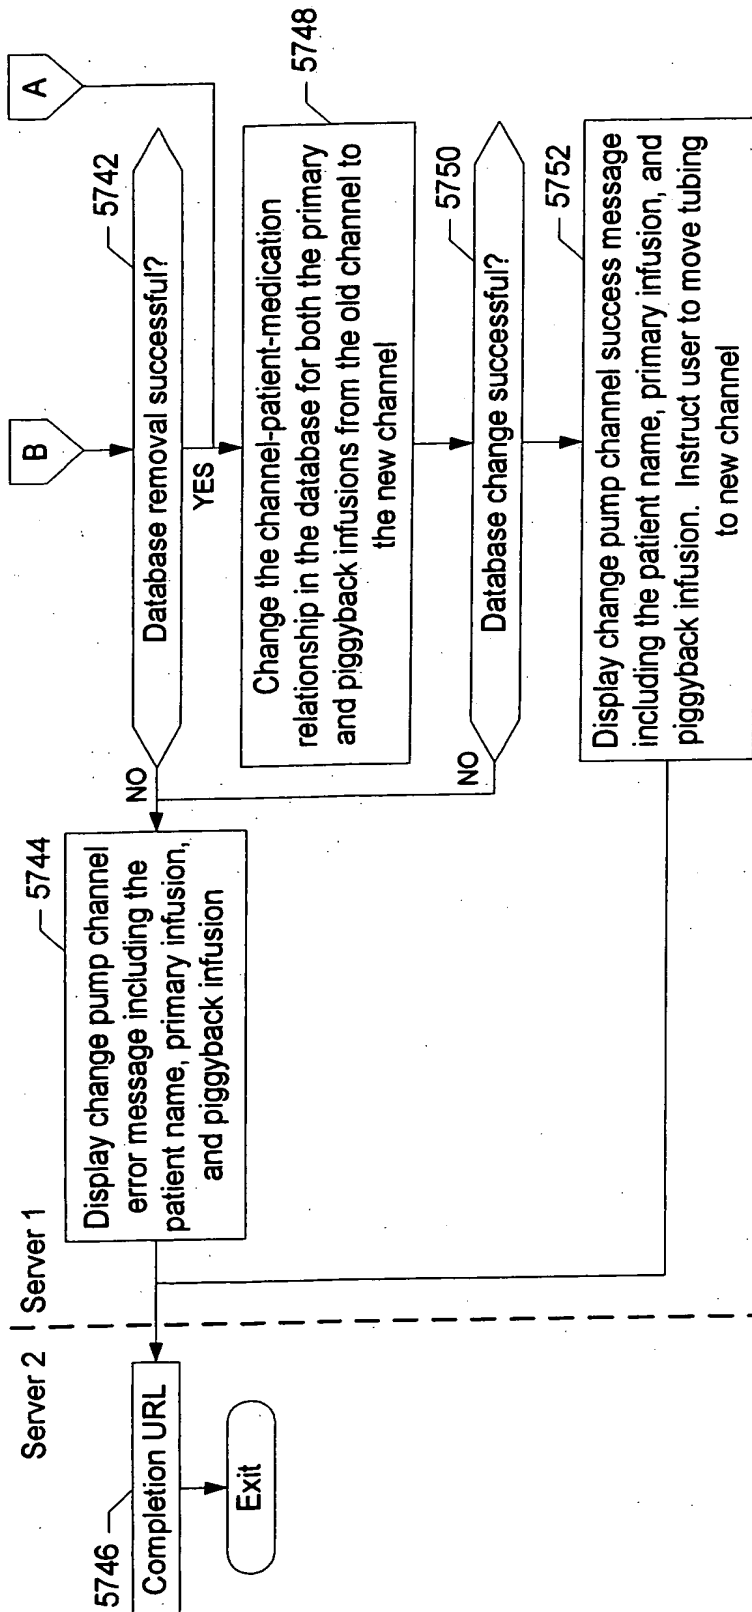 Server 2
Server 1
B
A
5742
Database removal successful?
NO
YES
5744
Display change pump channel
error message including the
patient name, primary infusion,
and piggyback infusion
5746
Completion URL
Exit
5748
Change the channel-patient-medication
relationship in the database for both the primary
and piggyback infusions from the old channel to
the new channel
5750
Database change successful?
NO
5752
Display change pump channel success message
including the patient name, primary infusion, and
piggyback infusion. Instruct user to move tubing
to new channel